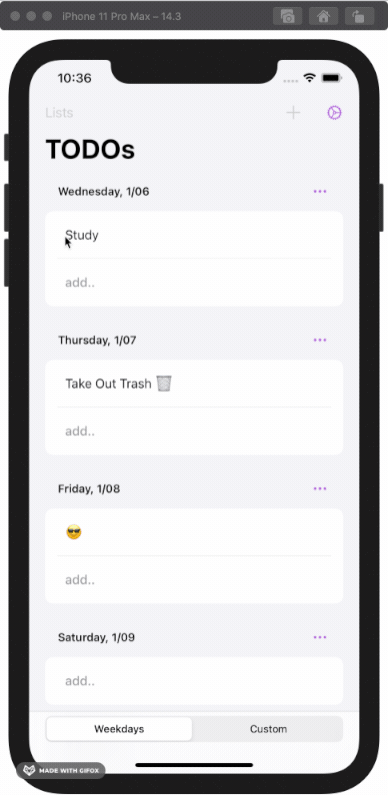 iPhone 11 Pro Max – 14.3
10:36
Lists
TODOs
Wednesday, 1/06
Study
add..
Thursday, 1/07
Take Out Trash 🗑️
add..
Friday, 1/08
😎
add..
Saturday, 1/09
add..
Weekdays Custom
MADE WITH GIFOX